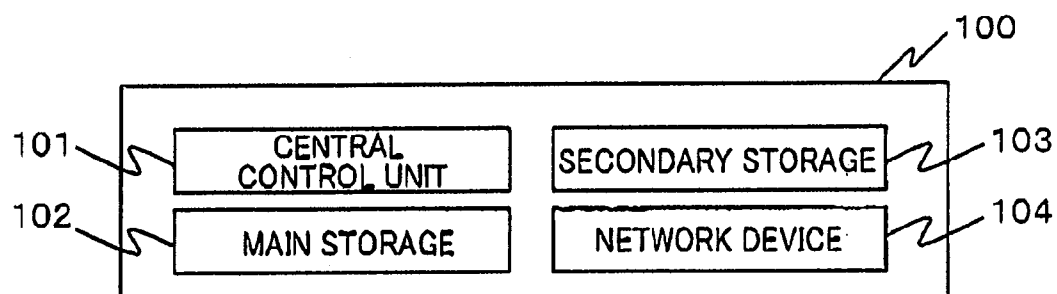 100
101
CENTRAL
CONTROL UNIT
SECONDARY STORAGE
103
102
MAIN STORAGE
NETWORK DEVICE
104